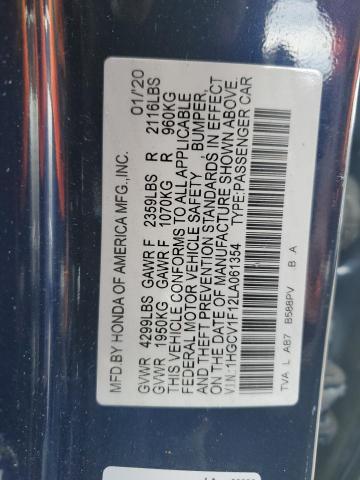 MFD.BY HONDA OF AMERICA MFG.,INC. 01/20
GVWR 4299LBS GAWR F 2359LBS R 2116LBS
GVWR 1950KG GAWR F 1070KG R 960KG
THIS VEHICLE CONFORMS TO ALL APPLICABLE
FEDERAL MOTOR VEHICLE SAFETY , BUMPER,
AND THEFT PREVENTION STANDARDS IN EFFECT
ON THE DATE OF MANUFACTURE SHOWN ABOVE.
V.I.N:1HGCV1F12LA061354 TYPE:PASSENGER CAR
TVA L AB7 B588PV B A